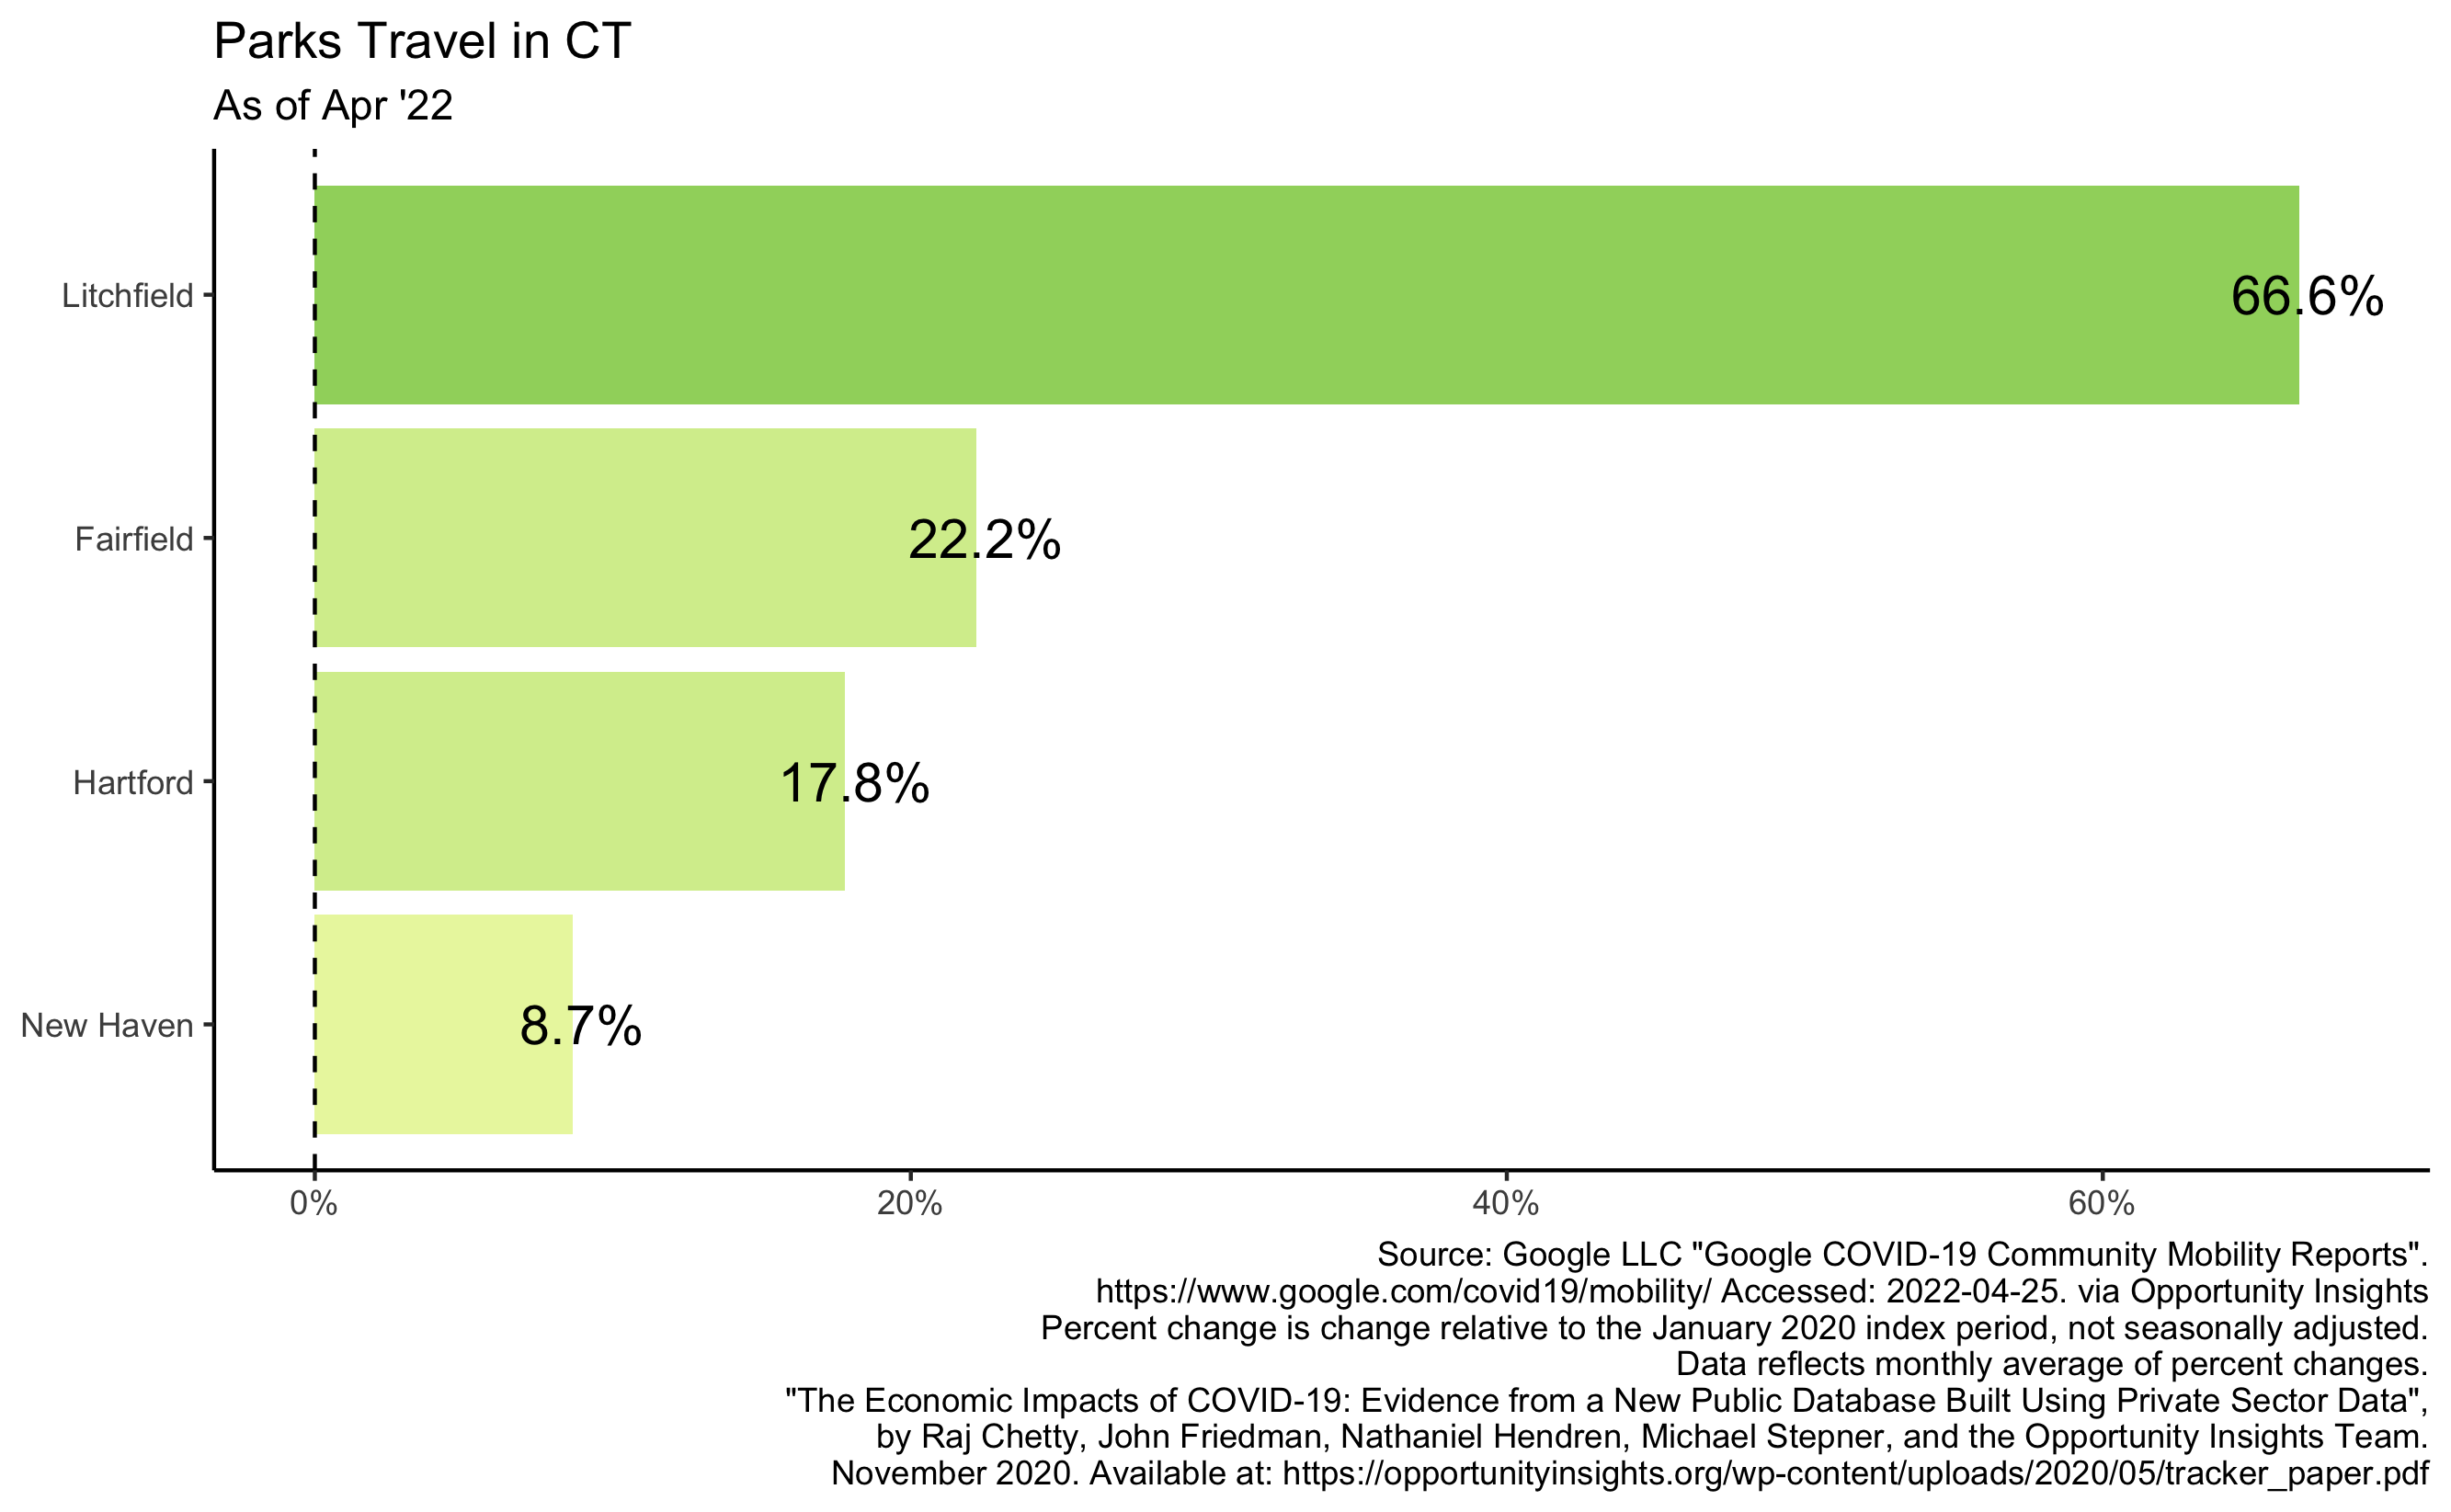 Parks Travel in CT
As of Apr '22
Litchfield
66.6%
Fairfield
22.2%
Hartford
17.8%
New Haven
8.7%
0%
20%
40%
60%
Source: Google LLC "Google COVID-19 Community Mobility Reports".
https://www.google.com/covid19/mobility/ Accessed: 2022-04-25. via Opportunity Insights
Percent change is change relative to the January 2020 index period, not seasonally adjusted.
Data reflects monthly average of percent changes.
"The Economic Impacts of COVID-19: Evidence from a New Public Database Built Using Private Sector Data",
by Raj Chetty, John Friedman, Nathaniel Hendren, Michael Stepner, and the Opportunity Insights Team.
November 2020. Available at: https://opportunityinsights.org/wp-content/uploads/2020/05/tracker_paper.pdf